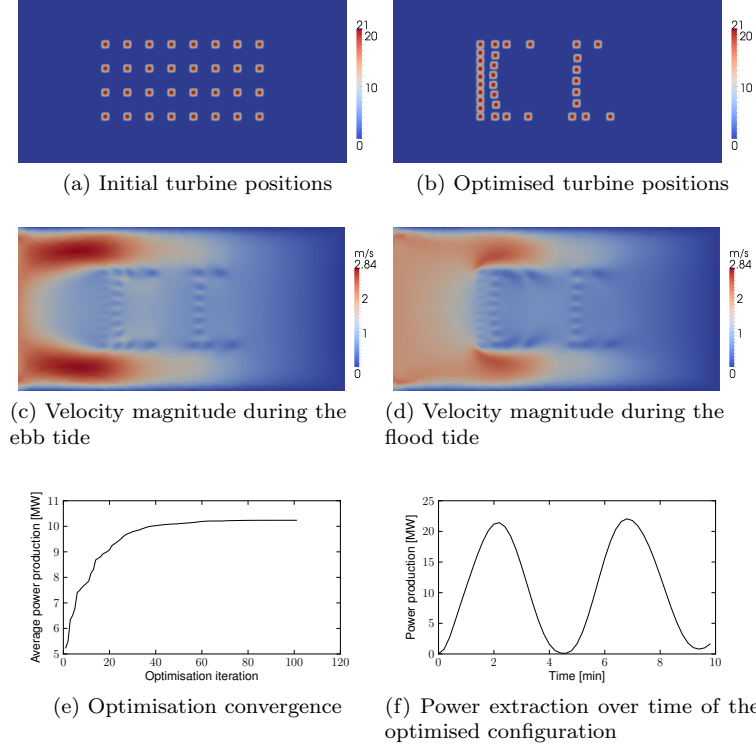 21
20
10
0
(a) Initial turbine positions
21
20
10
0
(b) Optimised turbine positions
m/s
2.84
2
1
0
(c) Velocity magnitude during the
ebb tide
m/s
2.84
2
1
0
(d) Velocity magnitude during the
flood tide
Average power production [MW]
11
10
9
8
7
6
5
0 20 40 60 80 100 120
Optimisation iteration
(e) Optimisation convergence
Power production [MW]
25
20
15
10
5
0
0 2 4 6 8 10
Time [min]
(f) Power extraction over time of the
optimised configuration